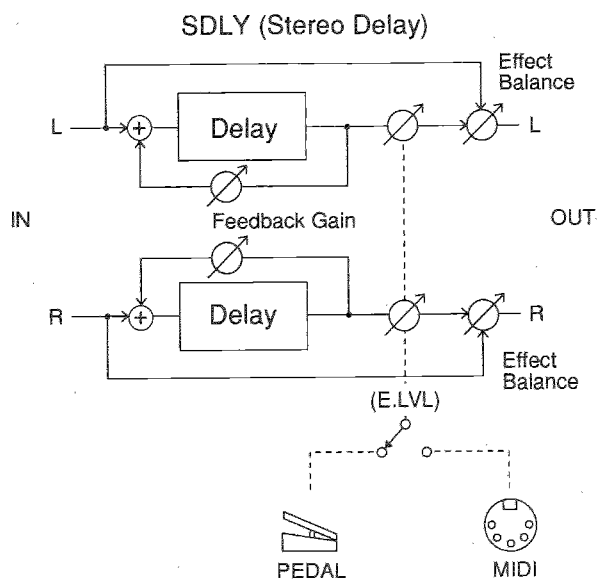 SDLY (Stereo Delay)
Effect
Balance
L
+
Delay
L
IN
Feedback Gain
OUT
R
+
Delay
R
Effect
Balance
(E.LVL)
PEDAL
MIDI